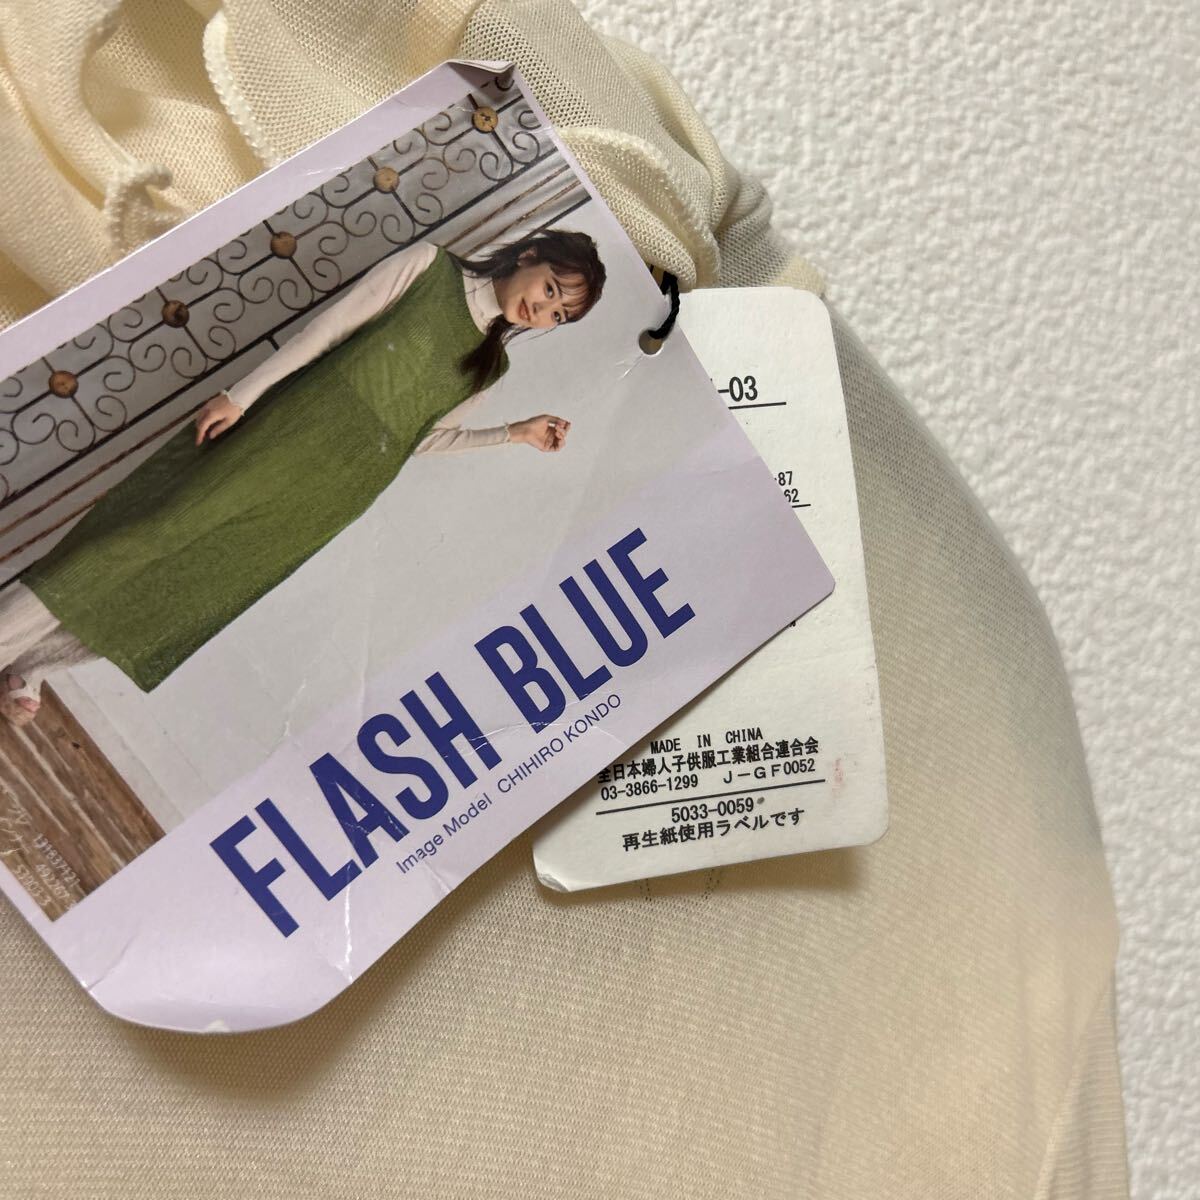 FLASH BLUE
Image Model CHIHIRO KONDO
-03
-87
62
MADE IN CHINA
全日本婦人子供服工業組合連合会
03-3866-1299 J-GF0052
5033-0059
再生紙使用ラベルです